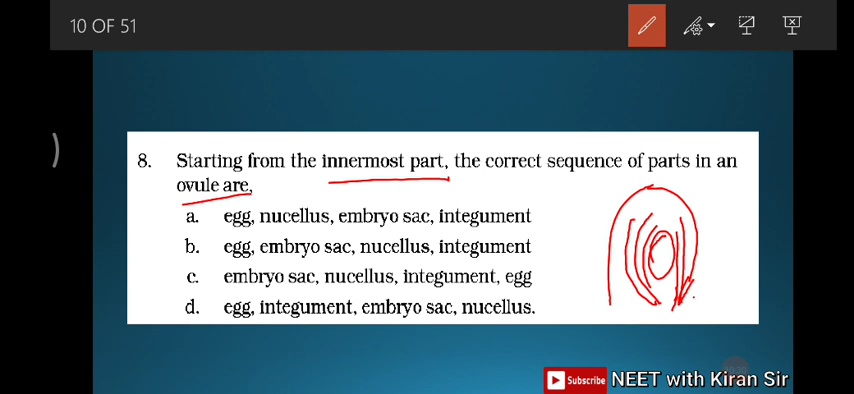 10 OF 51
8. Starting from the innermost part, the correct sequence of parts in an
ovule are,
a. egg, nucellus, embryo sac, integument
b. egg, embryo sac, nucellus, integument
c. embryo sac, nucellus, integument, egg
d. egg, integument, embryo sac, nucellus.
Subscribe NEET with Kiran Sir